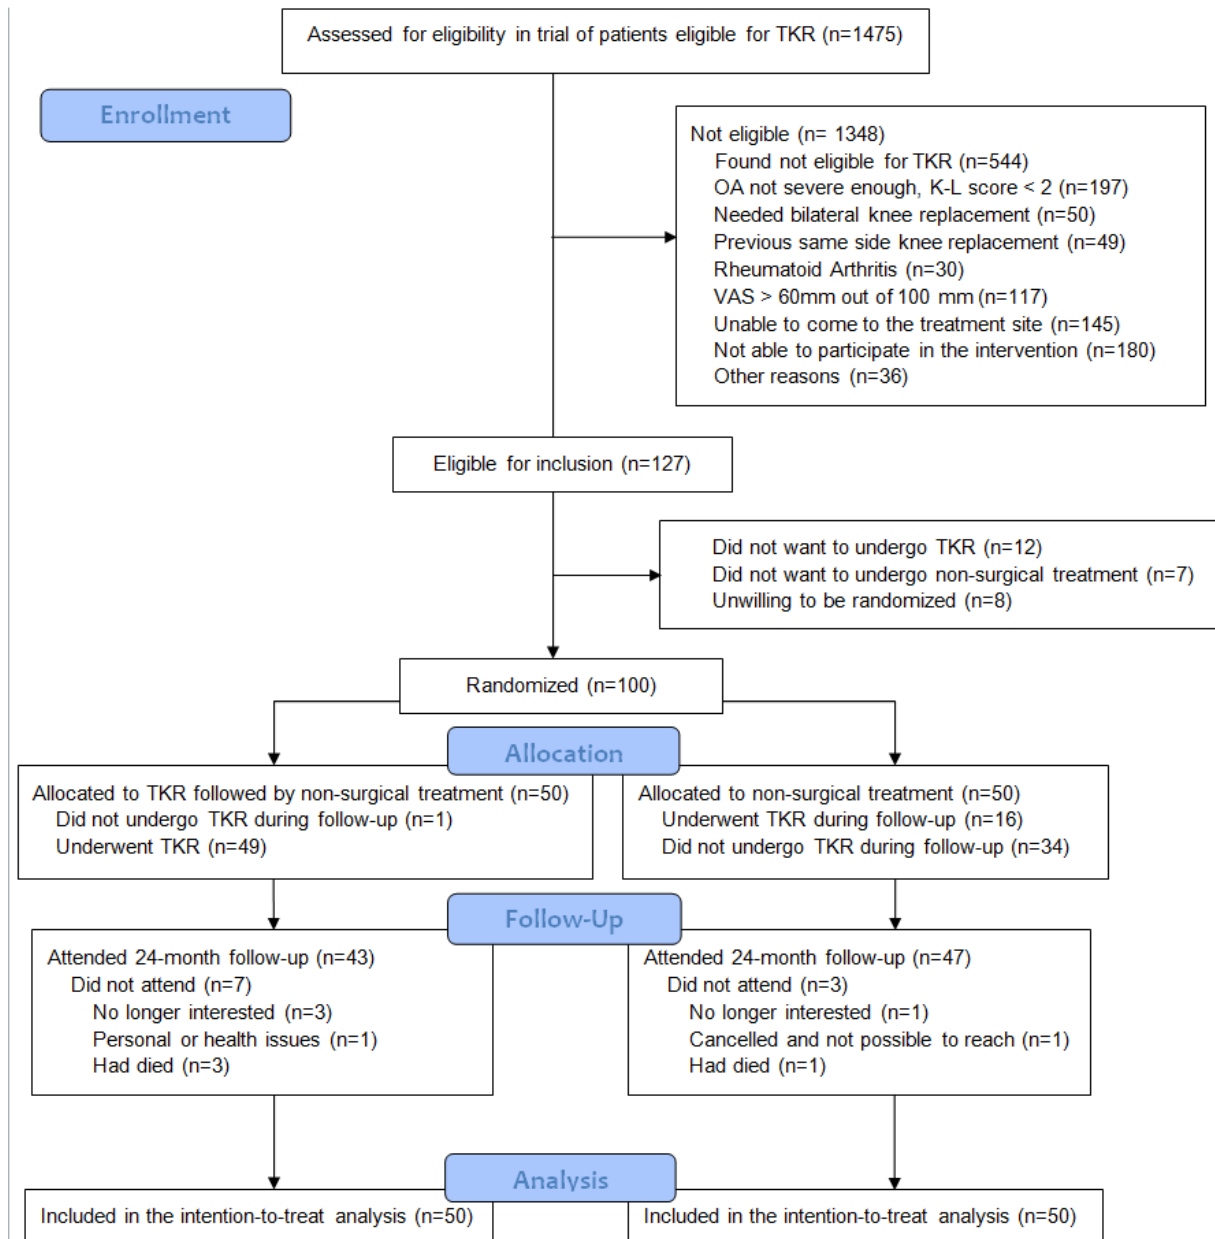 Assessed for eligibility in trial of patients eligible for TKR (n=1475)
Enrollment
Not eligible (n= 1348)
Found not eligible for TKR (n=544)
OA not severe enough, K-L score < 2 (n=197)
Needed bilateral knee replacement (n=50)
Previous same side knee replacement (n=49)
Rheumatoid Arthritis (n=30)
VAS > 60mm out of 100 mm (n=117)
Unable to come to the treatment site (n=145)
Not able to participate in the intervention (n=180)
Other reasons (n=36)
Eligible for inclusion (n=127)
Did not want to undergo TKR (n=12)
Did not want to undergo non-surgical treatment (n=7)
Unwilling to be randomized (n=8)
Randomized (n=100)
Allocation
Allocated to TKR followed by non-surgical treatment (n=50)
Did not undergo TKR during follow-up (n=1)
Underwent TKR (n=49)
Allocated to non-surgical treatment (n=50)
Underwent TKR during follow-up (n=16)
Did not undergo TKR during follow-up (n=34)
Follow-Up
Attended 24-month follow-up (n=43)
Did not attend (n=7)
No longer interested (n=3)
Personal or health issues (n=1)
Had died (n=3)
Attended 24-month follow-up (n=47)
Did not attend (n=3)
No longer interested (n=1)
Cancelled and not possible to reach (n=1)
Had died (n=1)
Analysis
Included in the intention-to-treat analysis (n=50)
Included in the intention-to-treat analysis (n=50)